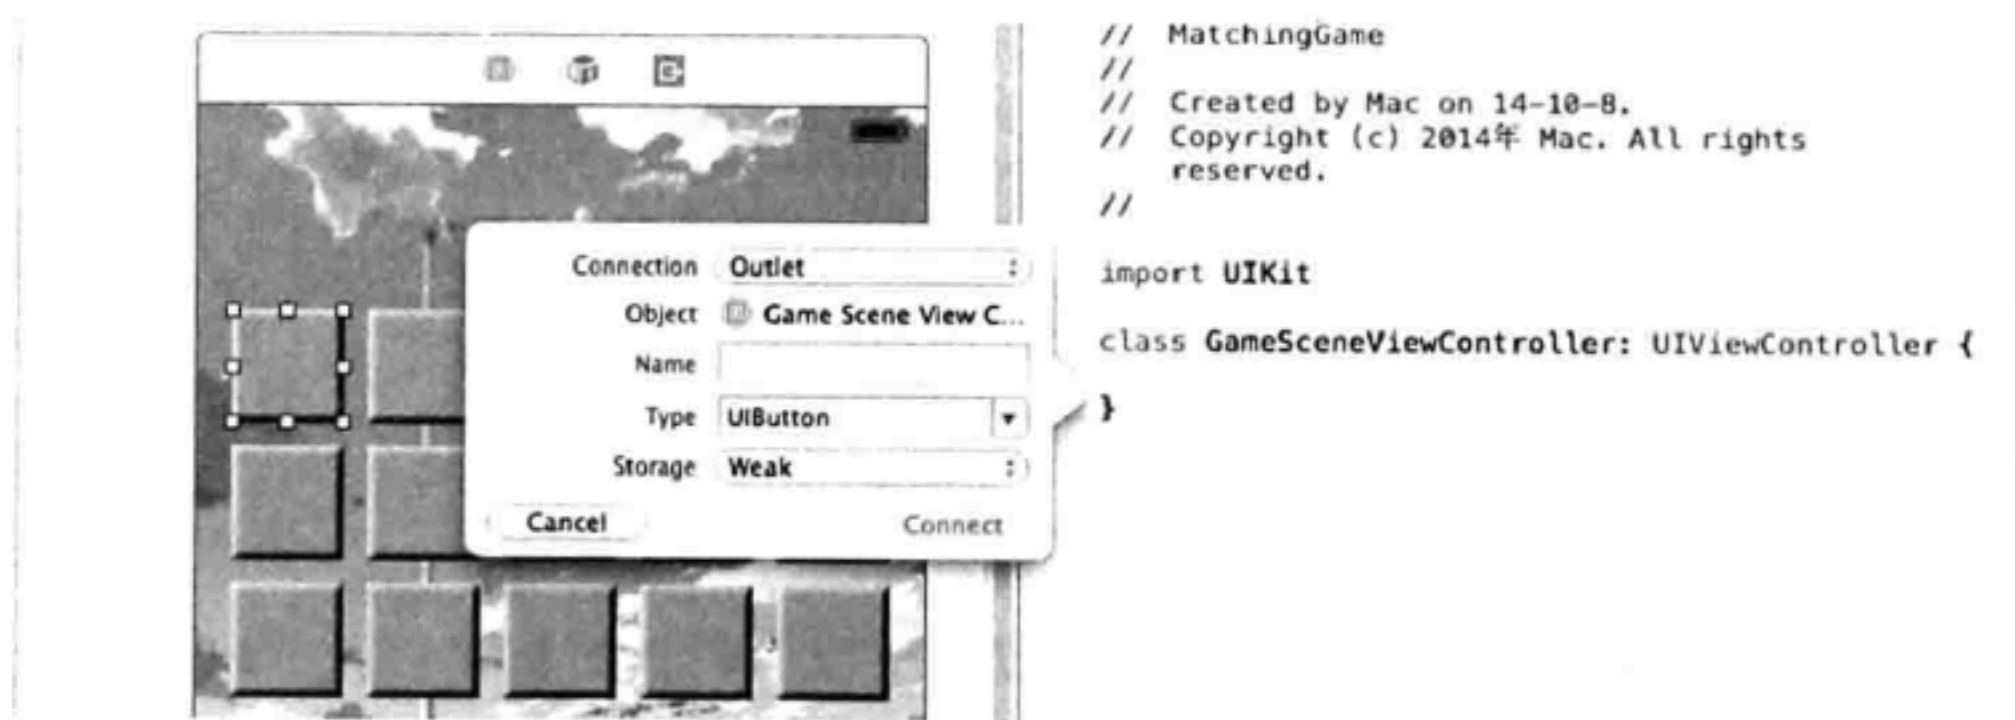 Connection Outlet
Object Game Scene View C...
Name
Type UIButton
Storage Weak
Cancel Connect
// MatchingGame
//
// Created by Mac on 14-10-8.
// Copyright (c) 2014年 Mac. All rights
reserved.
//
import UIKit
class GameSceneViewController: UIViewController {
}